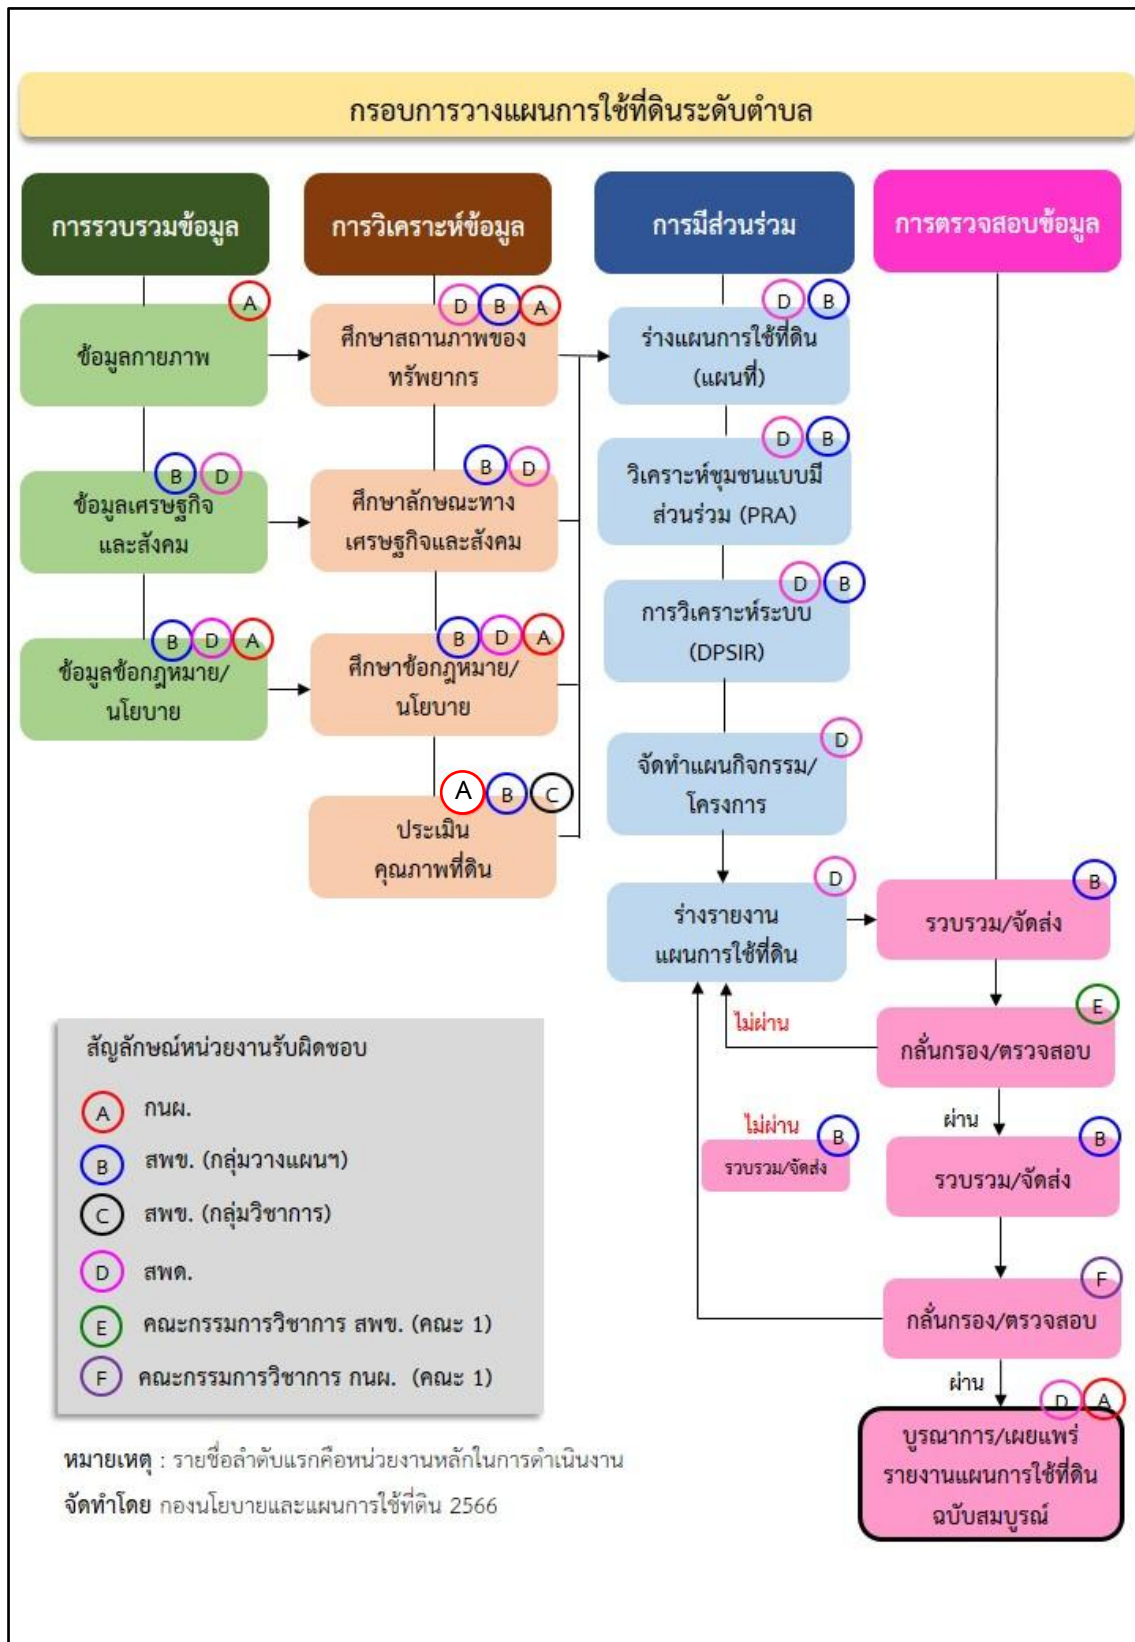 กรอบการวางแผนการใช้ที่ดินระดับตำบล
การรวบรวมข้อมูล
A
ข้อมูลกายภาพ
B D
ข้อมูลเศรษฐกิจ
และสังคม
B D A
ข้อมูลข้อกฎหมาย/
นโยบาย
การวิเคราะห์ข้อมูล
D B A
ศึกษาสถานภาพของ
ทรัพยากร
B D
ศึกษาลักษณะทาง
เศรษฐกิจและสังคม
B D A
ศึกษาข้อกฎหมาย/
นโยบาย
A B C
ประเมิน
คุณภาพที่ดิน
การมีส่วนร่วม
D B
ร่างแผนการใช้ที่ดิน
(แผนที่)
D B
วิเคราะห์ชุมชนแบบมี
ส่วนร่วม (PRA)
D B
การวิเคราะห์ระบบ
(DPSIR)
D
จัดทำแผนกิจกรรม/
โครงการ
D
ร่างรายงาน
แผนการใช้ที่ดิน
การตรวจสอบข้อมูล
B
รวบรวม/จัดส่ง
E
กลั่นกรอง/ตรวจสอบ
ไม่ผ่าน
ผ่าน
B
รวบรวม/จัดส่ง
F
กลั่นกรอง/ตรวจสอบ
ไม่ผ่าน
B
รวบรวม/จัดส่ง
ผ่าน
D A
บูรณาการ/เผยแพร่
รายงานแผนการใช้ที่ดิน
ฉบับสมบูรณ์
สัญลักษณ์หน่วยงานรับผิดชอบ
A กนผ.
B สพข. (กลุ่มวางแผนฯ)
C สพข. (กลุ่มวิชาการ)
D สพด.
E คณะกรรมการวิชาการ สพข. (คณะ 1)
F คณะกรรมการวิชาการ กนผ. (คณะ 1)
หมายเหตุ : รายชื่อลำดับแรกคือหน่วยงานหลักในการดำเนินงาน
จัดทำโดย กองนโยบายและแผนการใช้ที่ดิน 2566